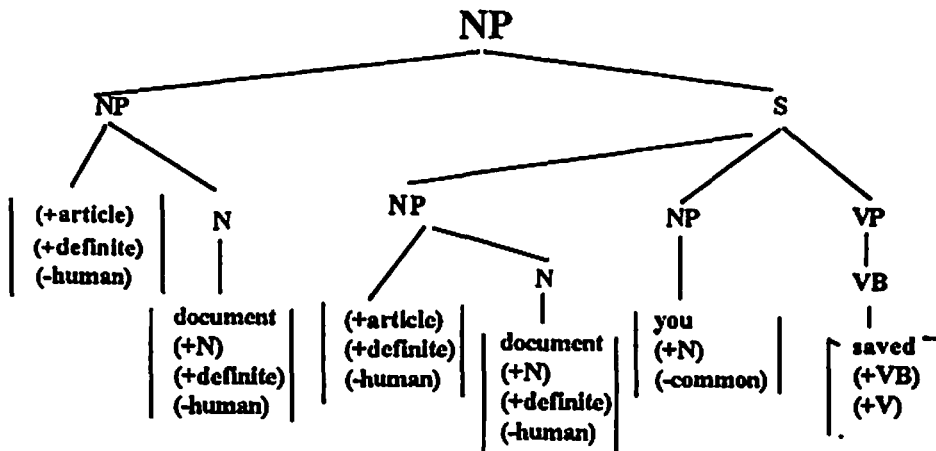 NP
NP S
(+article)
(+definite)
(-human)
N
document
(+N)
(+definite)
(-human)
NP
(+article)
(+definite)
(-human)
N
document
(+N)
(+definite)
(-human)
NP
you
(+N)
(-common)
VP
VB
saved
(+VB)
(+V)